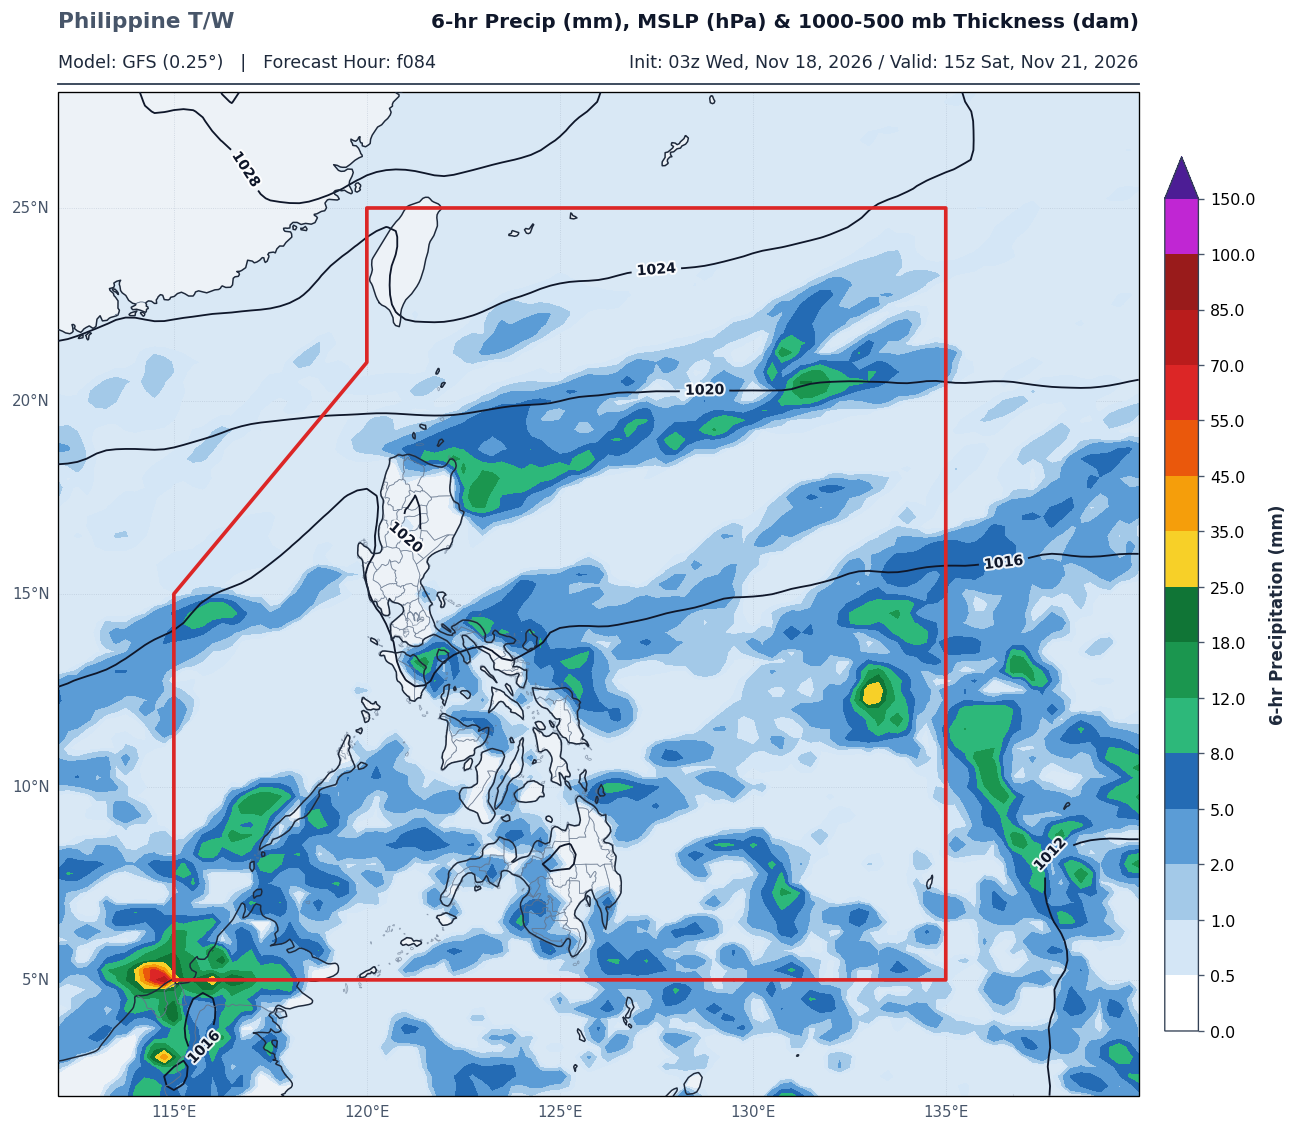 Philippine T/W
6-hr Precip (mm), MSLP (hPa) & 1000-500 mb Thickness (dam)
Model: GFS (0.25°) | Forecast Hour: f084
Init: 03z Wed, Nov 18, 2026 / Valid: 15z Sat, Nov 21, 2026
1028
1024
1020
1020
1016
1012
1016
25°N
20°N
15°N
10°N
5°N
115°E
120°E
125°E
130°E
135°E
150.0
100.0
85.0
70.0
55.0
45.0
35.0
25.0
18.0
12.0
8.0
5.0
2.0
1.0
0.5
0.0
6-hr Precipitation (mm)